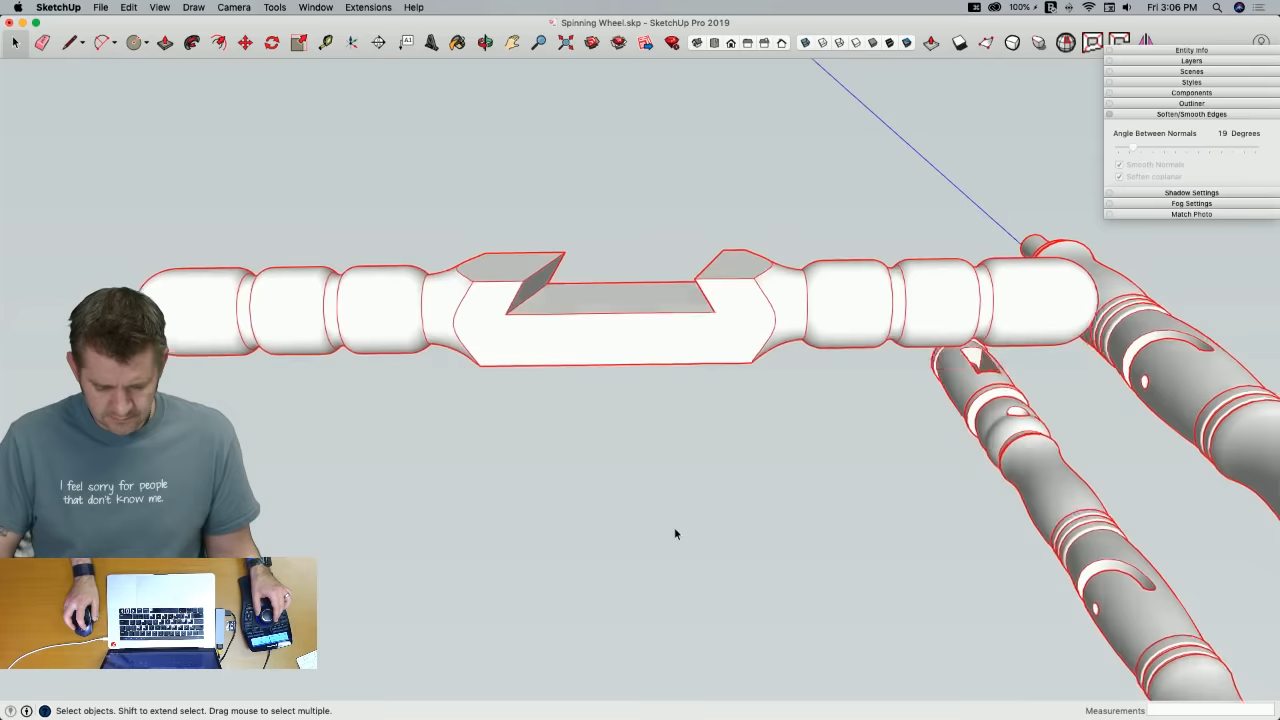 SketchUp File Edit View Draw Camera Tools Window Extensions Help 100% Fri 3:06 PM
Spinning Wheel.skp - SketchUp Pro 2019
Entity Info
Layers
Scenes
Styles
Components
Outliner
Soften/Smooth Edges
Angle Between Normals 19 Degrees
Smooth Normals
Soften coplanar
Shadow Settings
Fog Settings
Match Photo
I feel sorry for people
that don't know me.
Select objects. Shift to extend select. Drag mouse to select multiple.
Measurements